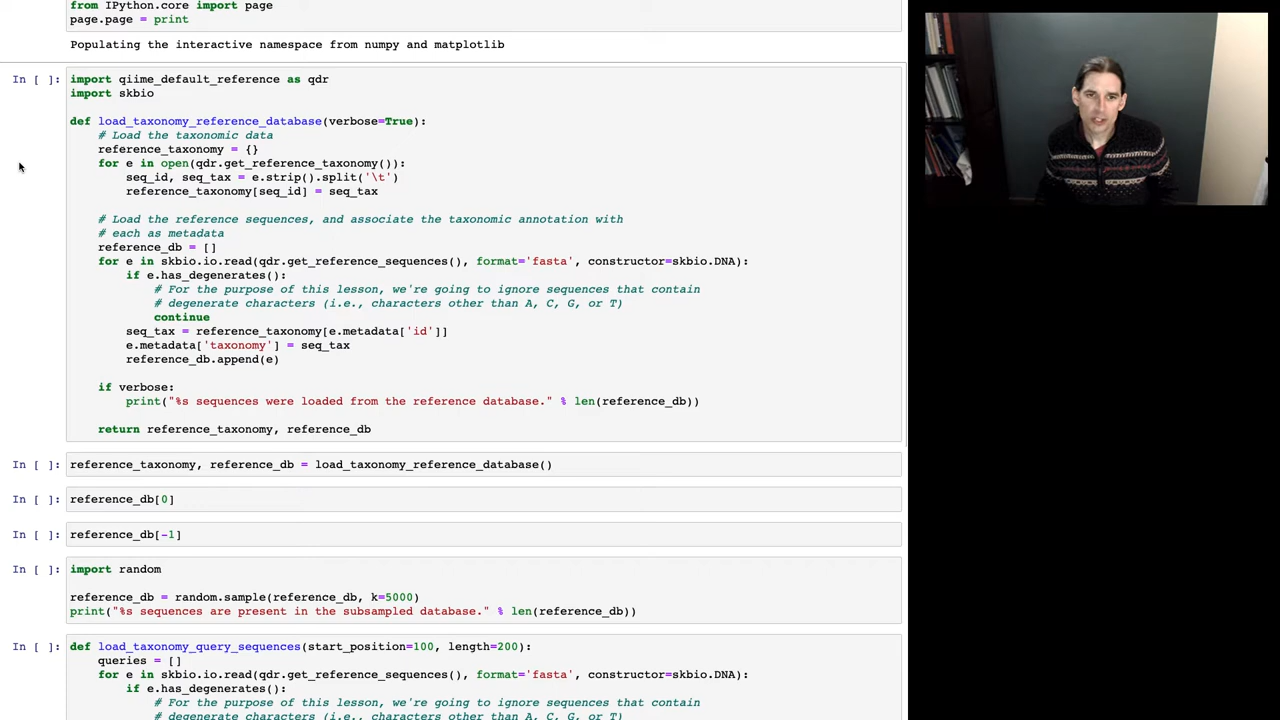 from IPython.core import page
page.page = print
Populating the interactive namespace from numpy and matplotlib
In [ ]: import qiime_default_reference as qdr
import skbio
def load_taxonomy_reference_database(verbose=True):
# Load the taxonomic data
reference_taxonomy = {}
for e in open(qdr.get_reference_taxonomy()):
seq_id, seq_tax = e.strip().split('\t')
reference_taxonomy[seq_id] = seq_tax
# Load the reference sequences, and associate the taxonomic annotation with
# each as metadata
reference_db = []
for e in skbio.io.read(qdr.get_reference_sequences(), format='fasta', constructor=skbio.DNA):
if e.has_degenerates():
# For the purpose of this lesson, we're going to ignore sequences that contain
# degenerate characters (i.e., characters other than A, C, G, or T)
continue
seq_tax = reference_taxonomy[e.metadata['id']]
e.metadata['taxonomy'] = seq_tax
reference_db.append(e)
if verbose:
print("%s sequences were loaded from the reference database." % len(reference_db))
return reference_taxonomy, reference_db
In [ ]: reference_taxonomy, reference_db = load_taxonomy_reference_database()
In [ ]: reference_db[0]
In [ ]: reference_db[-1]
In [ ]: import random
reference_db = random.sample(reference_db, k=5000)
print("%s sequences are present in the subsampled database." % len(reference_db))
In [ ]: def load_taxonomy_query_sequences(start_position=100, length=200):
queries = []
for e in skbio.io.read(qdr.get_reference_sequences(), format='fasta', constructor=skbio.DNA):
if e.has_degenerates():
# For the purpose of this lesson, we're going to ignore sequences that contain
# degenerate characters (i.e., characters other than A, C, G, or T)